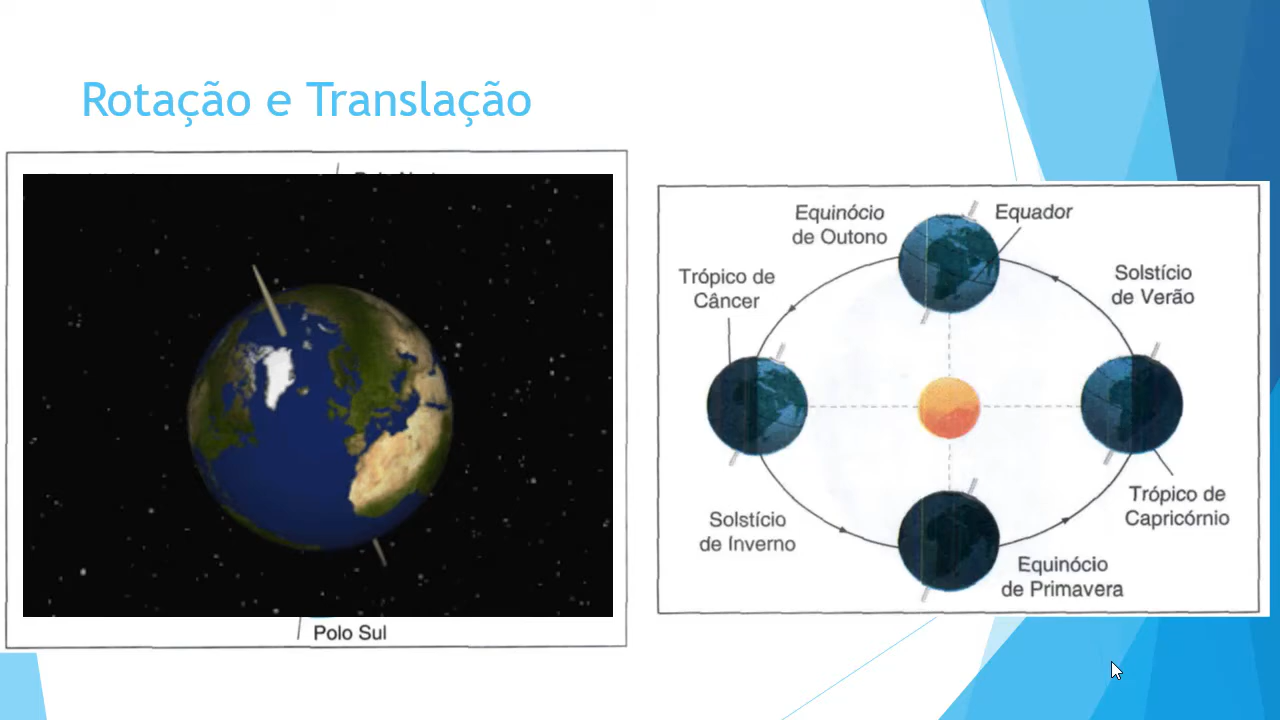 Rotação e Translação
Polo Sul
Equinócio
de Outono
Equador
Trópico de
Câncer
Solstício
de Verão
Solstício
de Inverno
Trópico de
Capricórnio
Equinócio
de Primavera